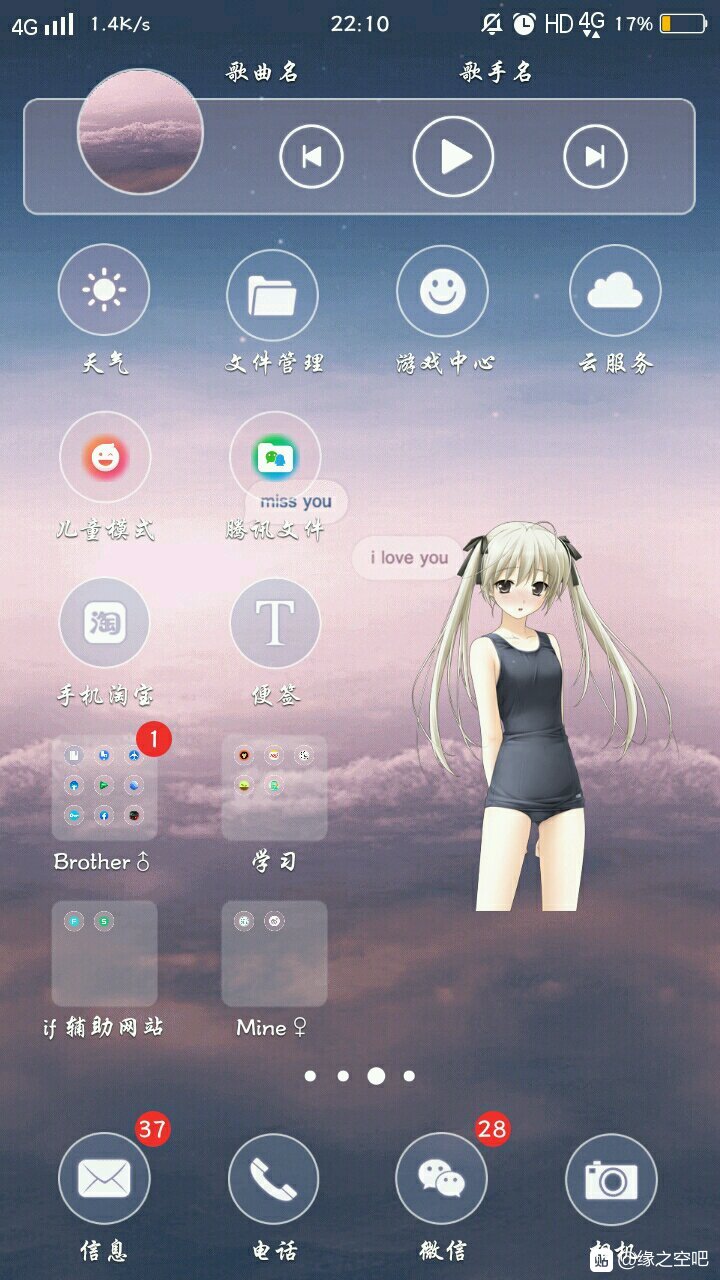 4G 1.4K/s 22:10 HD 4G 17%
歌曲名 歌手名
天气 文件管理 游戏中心 云服务
miss you
儿童模式 腾讯文件
i love you
淘 T
手机淘宝 便签
1
Brother♂ 学习
if 辅助网站 Mine♀
37 28
信息 电话 微信 相机
贴 @缘之空吧